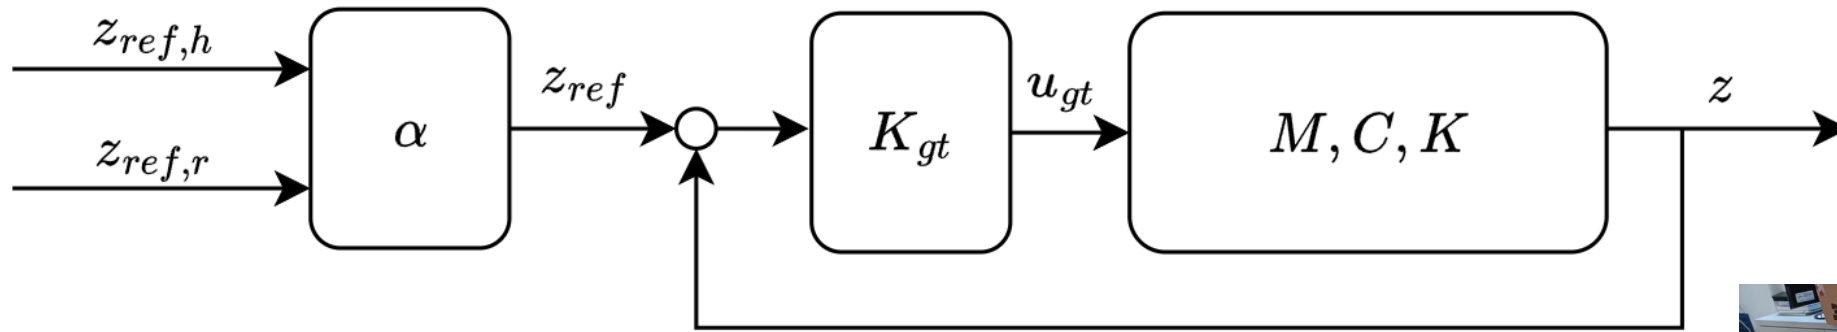 z_{ref,h}
z_{ref,r}
α
z_{ref}
K_{gt}
u_{gt}
M, C, K
z